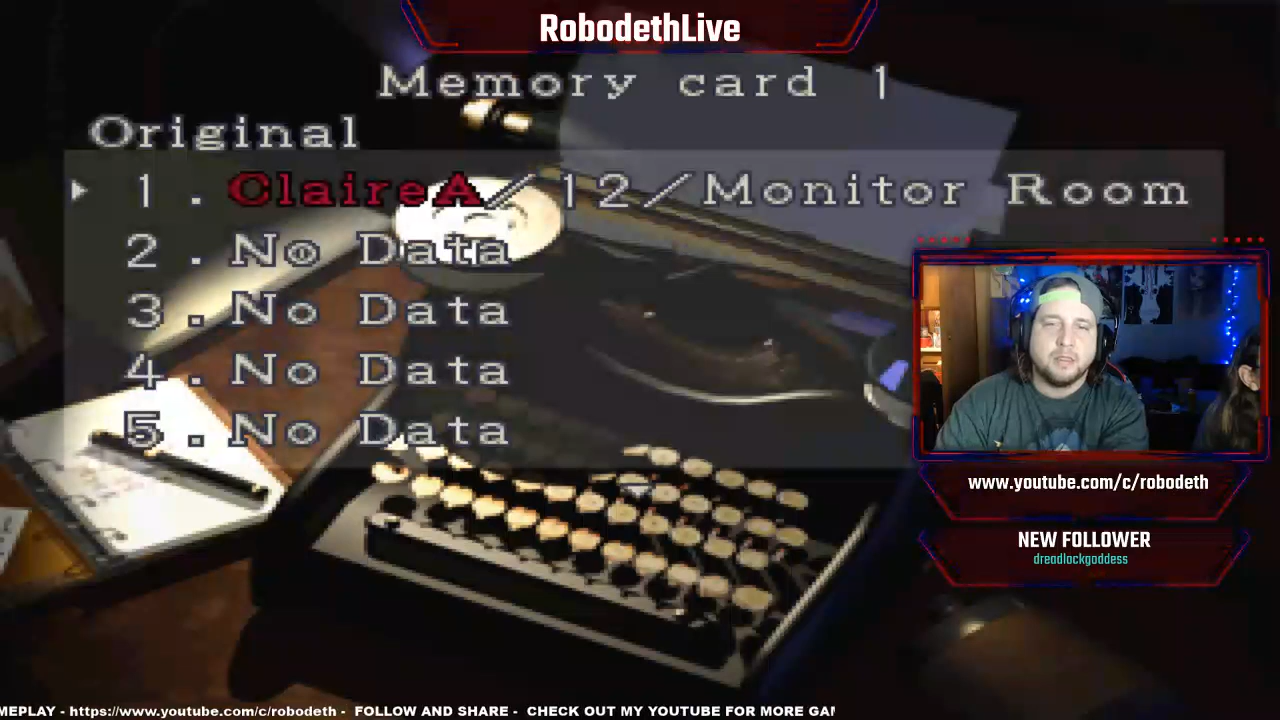 RobodethLive
Memory card 1
Original
1. ClaireA/12/Monitor Room
2. No Data
3. No Data
4. No Data
5. No Data
www.youtube.com/c/robodeth
NEW FOLLOWER
dreadlockgoddess
MEPLAY - https://www.youtube.com/c/robodeth - FOLLOW AND SHARE - CHECK OUT MY YOUTUBE FOR MORE GAM